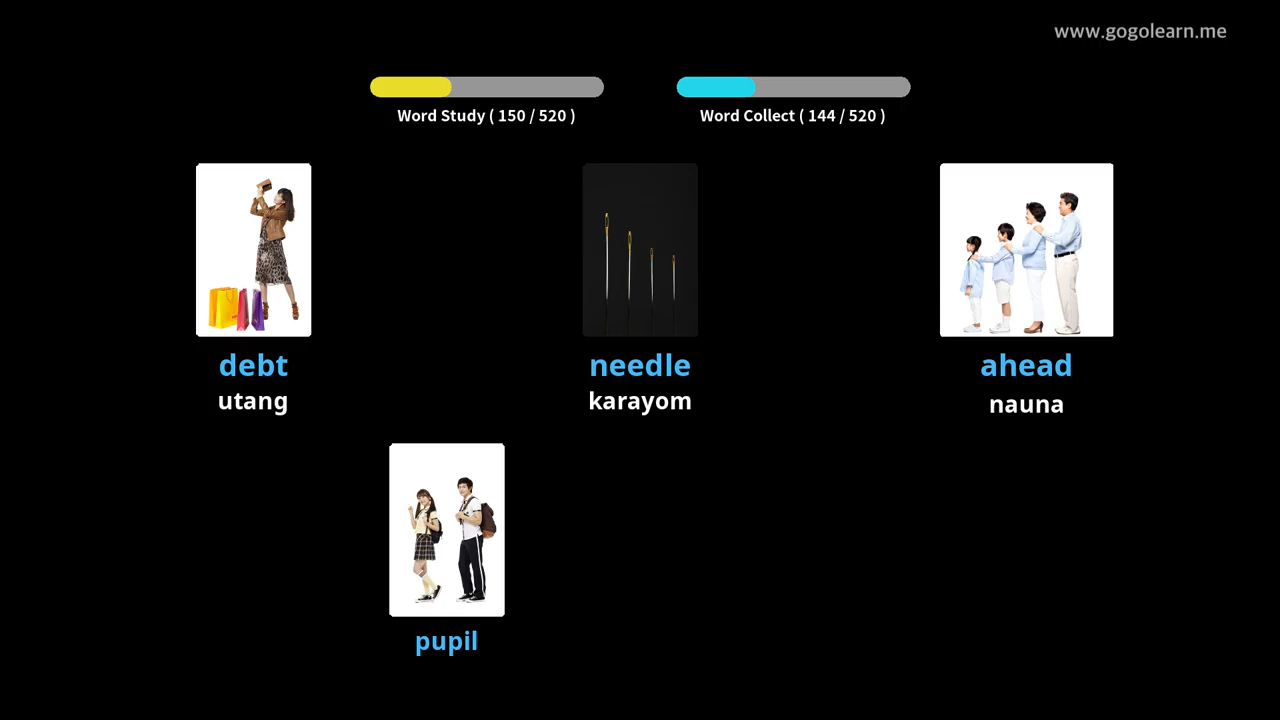 www.gogolearn.me
Word Study ( 150 / 520 )
Word Collect ( 144 / 520 )
debt
utang
needle
karayom
ahead
nauna
pupil